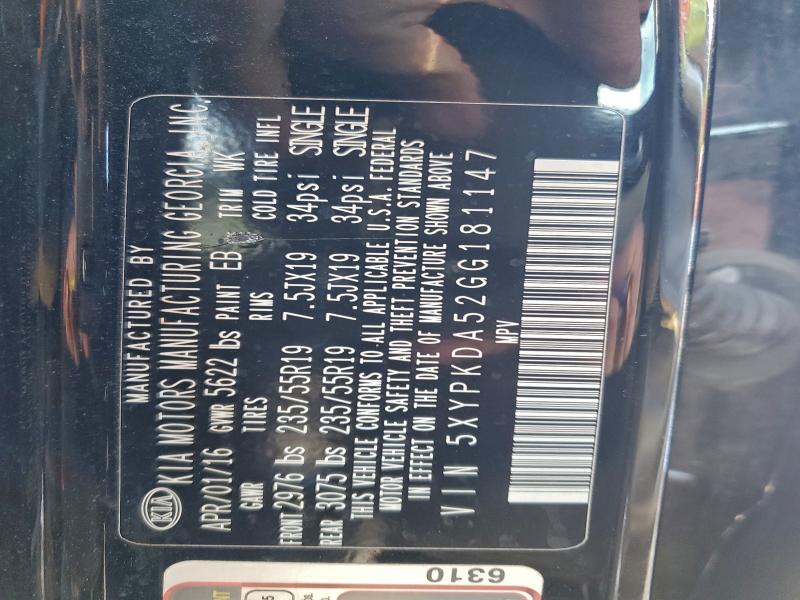 MANUFACTURED BY
KIA KIA MOTORS MANUFACTURING GEORGIA, INC.
APR/01/16 GVWR 5622 lbs PAINT EB TRIM WK
GAWR TIRES RIMS COLD TIRE INFL
FRONT 2976 lbs 235/55R19 7.5JX19 34psi SINGLE
REAR 3075 lbs 235/55R19 7.5JX19 34psi SINGLE
THIS VEHICLE CONFORMS TO ALL APPLICABLE U.S.A. FEDERAL
MOTOR VEHICLE SAFETY AND THEFT PREVENTION STANDARDS
IN EFFECT ON THE DATE OF MANUFACTURE SHOWN ABOVE
VIN 5XYPKDA52GG181147
MPV
6310